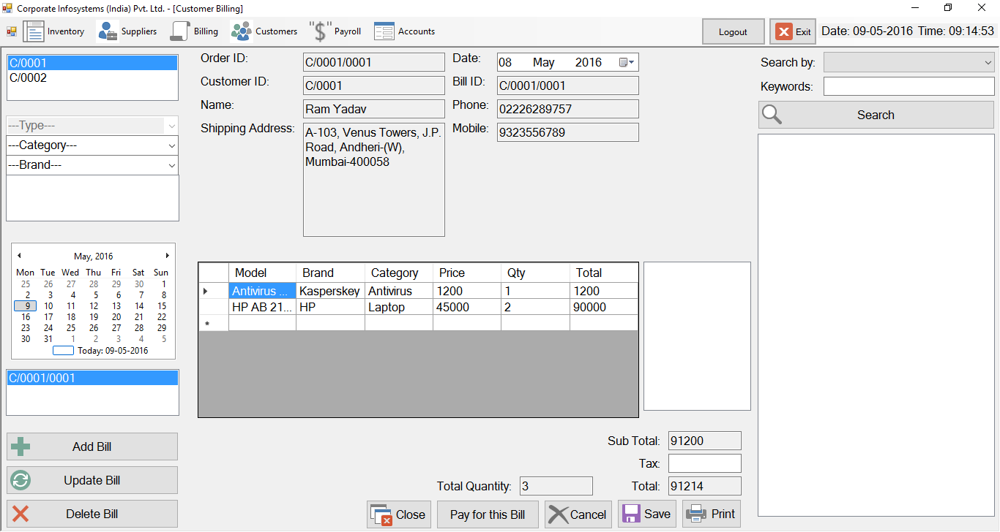 Corporate Infosystems (India) Pvt. Ltd. - [Customer Billing]
Inventory Suppliers Billing Customers "$" Payroll Accounts Logout Exit Date: 09-05-2016 Time: 09:14:53
C/0001
C/0002
---Type---
---Category---
---Brand---
May, 2016
Mon Tue Wed Thu Fri Sat Sun
25 26 27 28 29 30 1
2 3 4 5 6 7 8
9 10 11 12 13 14 15
16 17 18 19 20 21 22
23 24 25 26 27 28 29
30 31 1 2 3 4 5
Today: 09-05-2016
C/0001/0001
Add Bill
Update Bill
Delete Bill
Order ID: C/0001/0001 Date: 08 May 2016
Customer ID: C/0001 Bill ID: C/0001/0001
Name: Ram Yadav Phone: 02226289757
Shipping Address: A-103, Venus Towers, J.P. Mobile: 9323556789
Road, Andheri-(W),
Mumbai-400058
Model Brand Category Price Qty Total
Antivirus ... Kaspersky Antivirus 1200 1 1200
HP AB 21... HP Laptop 45000 2 90000
*
Sub Total: 91200
Tax:
Total Quantity: 3 Total: 91214
Close Pay for this Bill Cancel Save Print
Search by:
Keywords:
Search